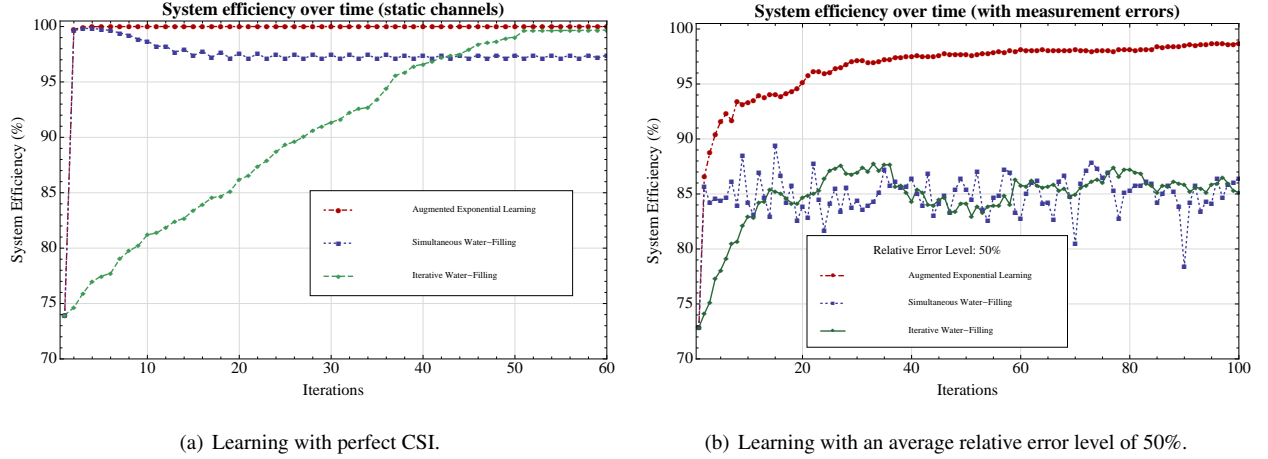 System efficiency over time (static channels)
System Efficiency (%)
100
95
90
85
80
75
70
Augmented Exponential Learning
Simultaneous Water-Filling
Iterative Water-Filling
10
20
30
40
50
60
Iterations
(a) Learning with perfect CSI.
System efficiency over time (with measurement errors)
System Efficiency (%)
100
95
90
85
80
75
70
Relative Error Level: 50%
Augmented Exponential Learning
Simultaneous Water-Filling
Iterative Water-Filling
0
20
40
60
80
100
Iterations
(b) Learning with an average relative error level of 50%.